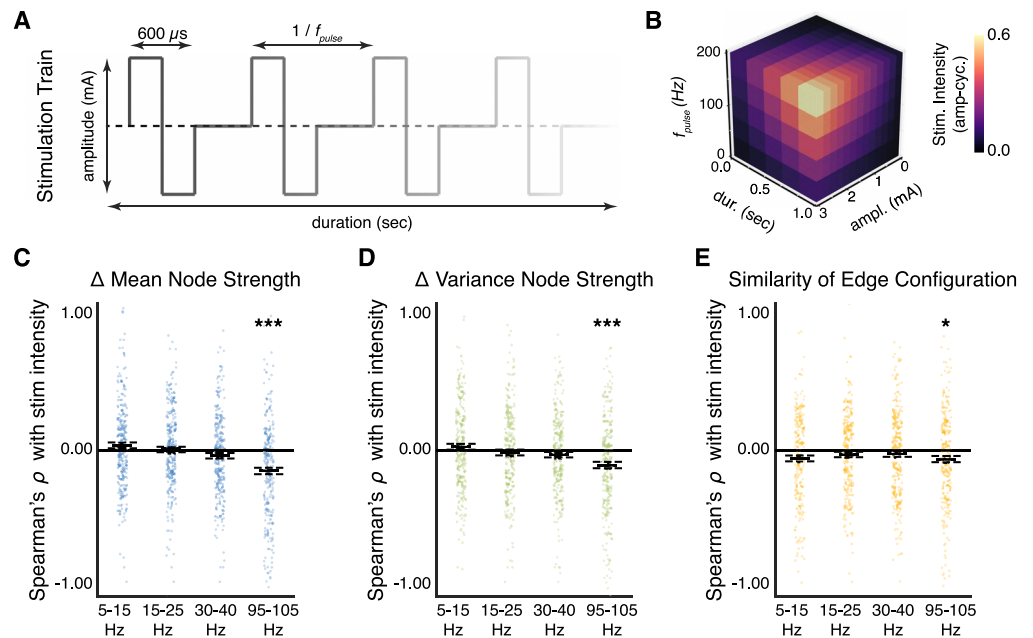 A
600 µs
1 / fpulse
Stimulation Train
amplitude (mA)
duration (sec)
B
200
100
0
fpulse (Hz)
0.0
0.5
1.0
dur. (sec)
3
2
1
0
ampl. (mA)
Stim. Intensity
(amp-cyc.)
0.6
0.0
C
Δ Mean Node Strength
Spearman's ρ with stim intensity
1.00
0.00
-1.00
***
5-15 15-25 30-40 95-105
Hz Hz Hz Hz
D
Δ Variance Node Strength
Spearman's ρ with stim intensity
1.00
0.00
-1.00
***
5-15 15-25 30-40 95-105
Hz Hz Hz Hz
E
Similarity of Edge Configuration
Spearman's ρ with stim intensity
1.00
0.00
-1.00
*
5-15 15-25 30-40 95-105
Hz Hz Hz Hz